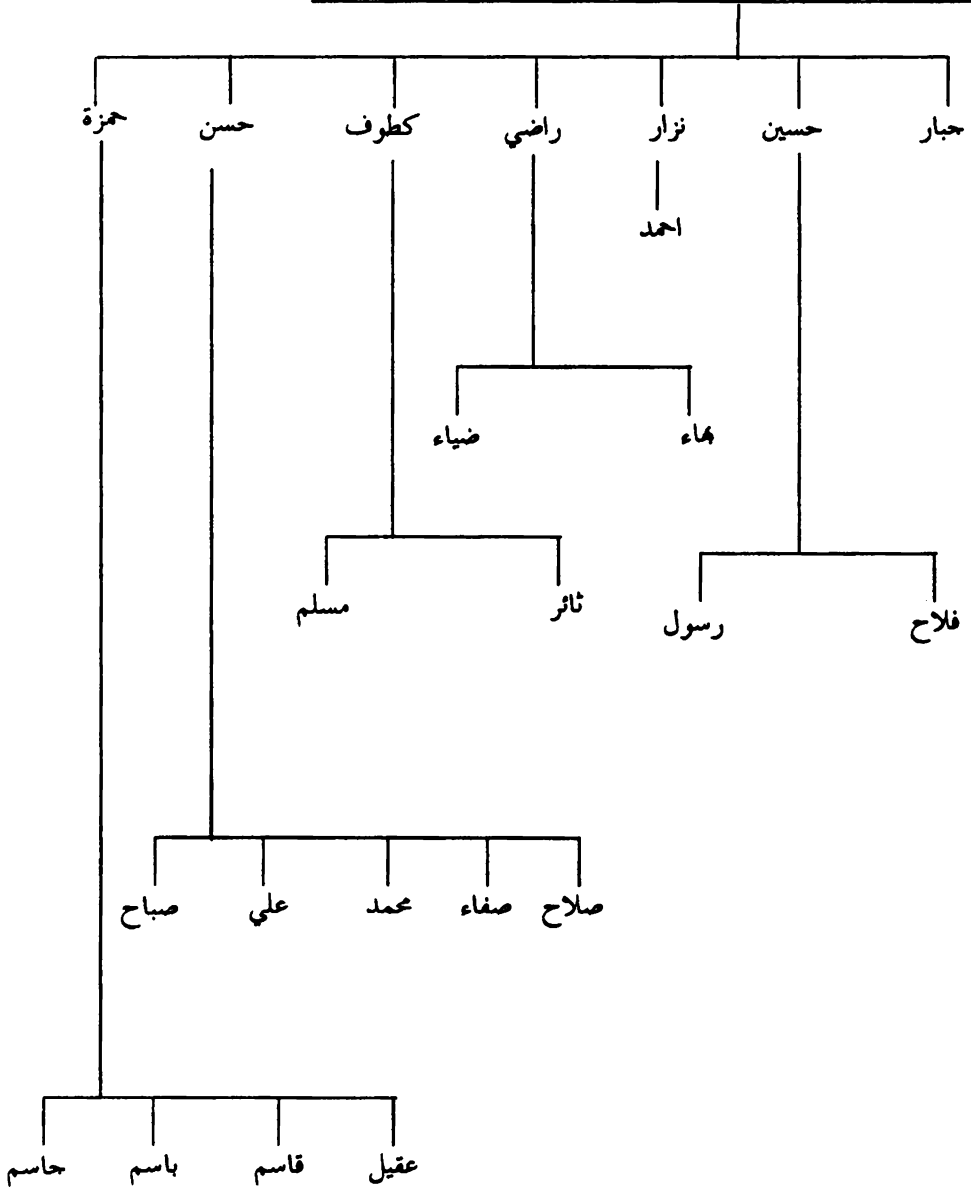 جبار حسين نزار راضي كطوف حسن حمزة
احمد
بهاء ضياء
ثائر مسلم
فلاح رسول
صلاح صفاء محمد علي صباح
عقيل قاسم باسم جاسم